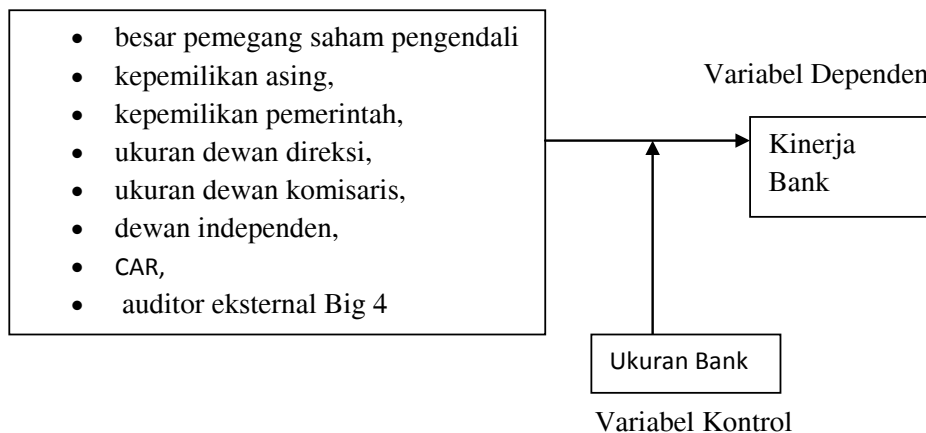 • besar pemegang saham pengendali
• kepemilikan asing,
• kepemilikan pemerintah,
• ukuran dewan direksi,
• ukuran dewan komisaris,
• dewan independen,
• CAR,
• auditor eksternal Big 4
Variabel Dependen
Kinerja
Bank
Ukuran Bank
Variabel Kontrol